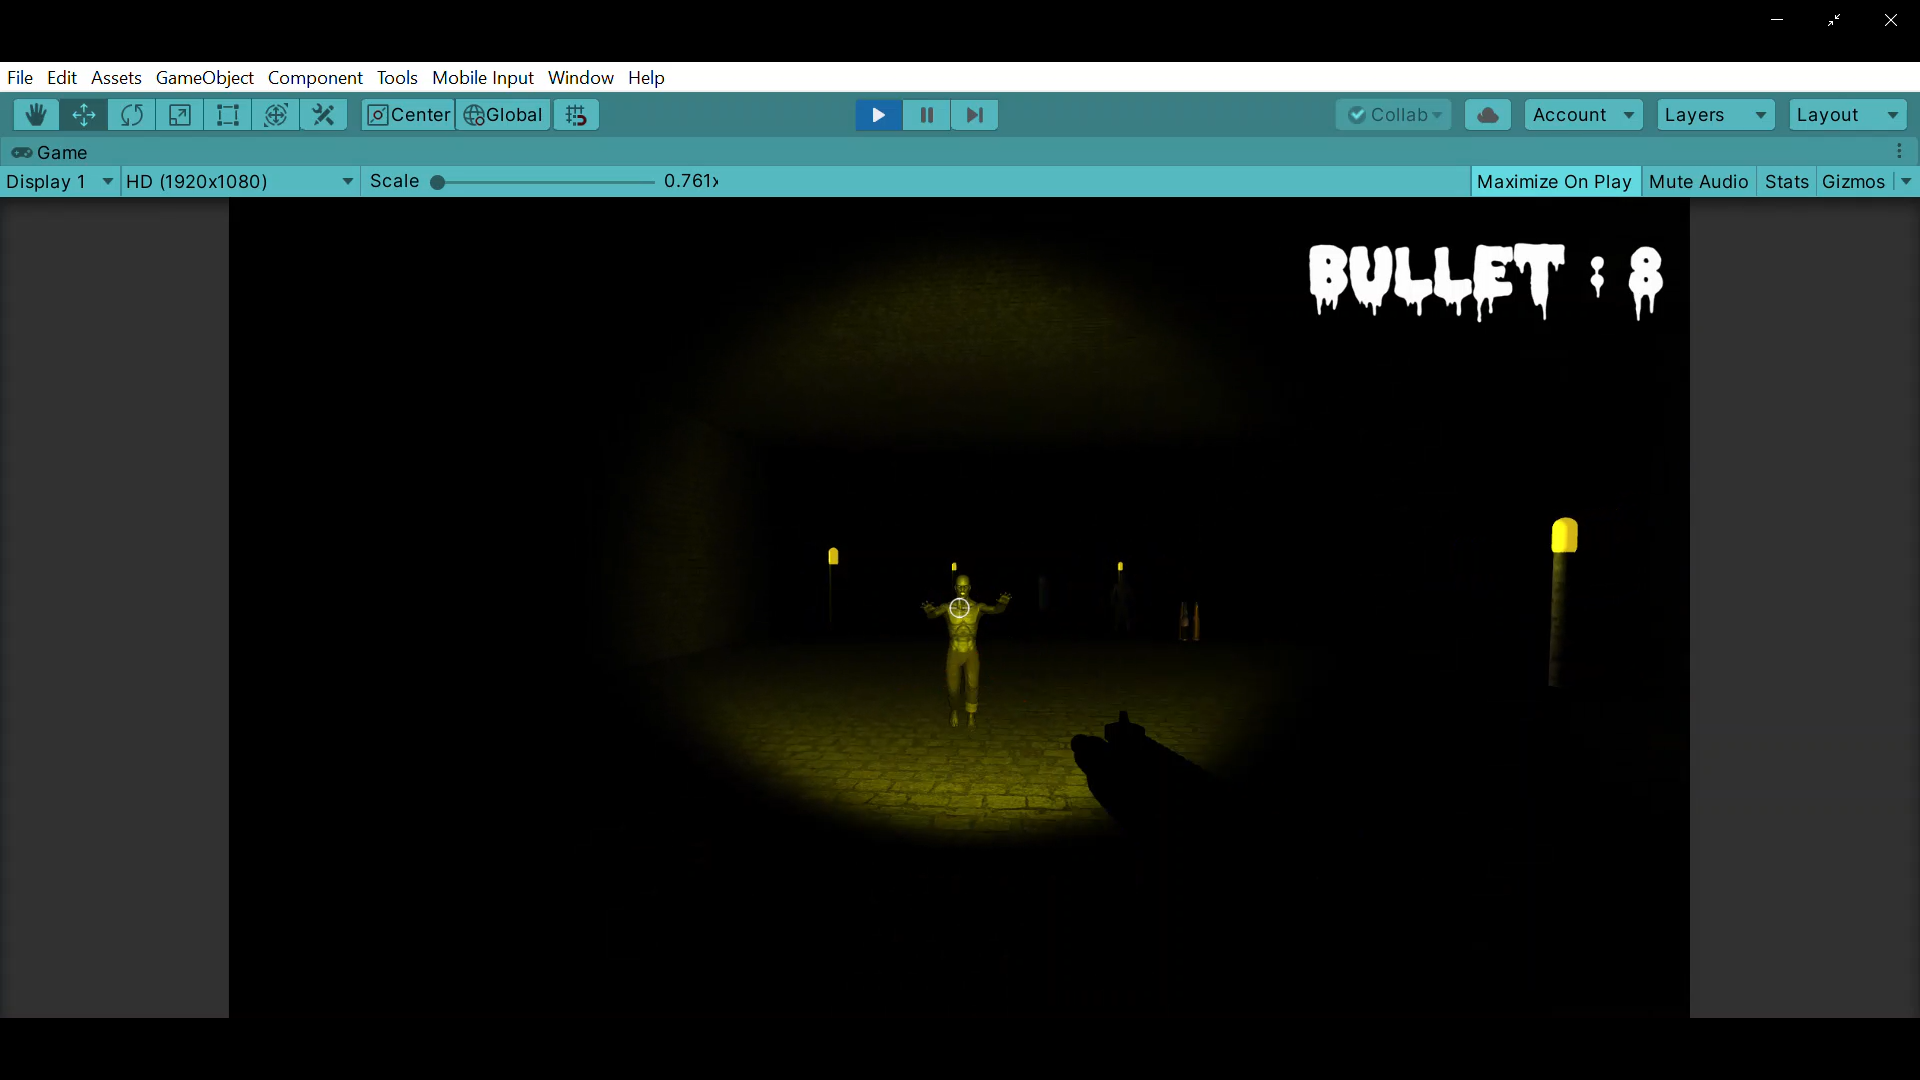 File Edit Assets GameObject Component Tools Mobile Input Window Help
Center Global Collab Account Layers Layout
Game
Display 1 HD (1920x1080) Scale 0.761x Maximize On Play Mute Audio Stats Gizmos
BULLET : 8